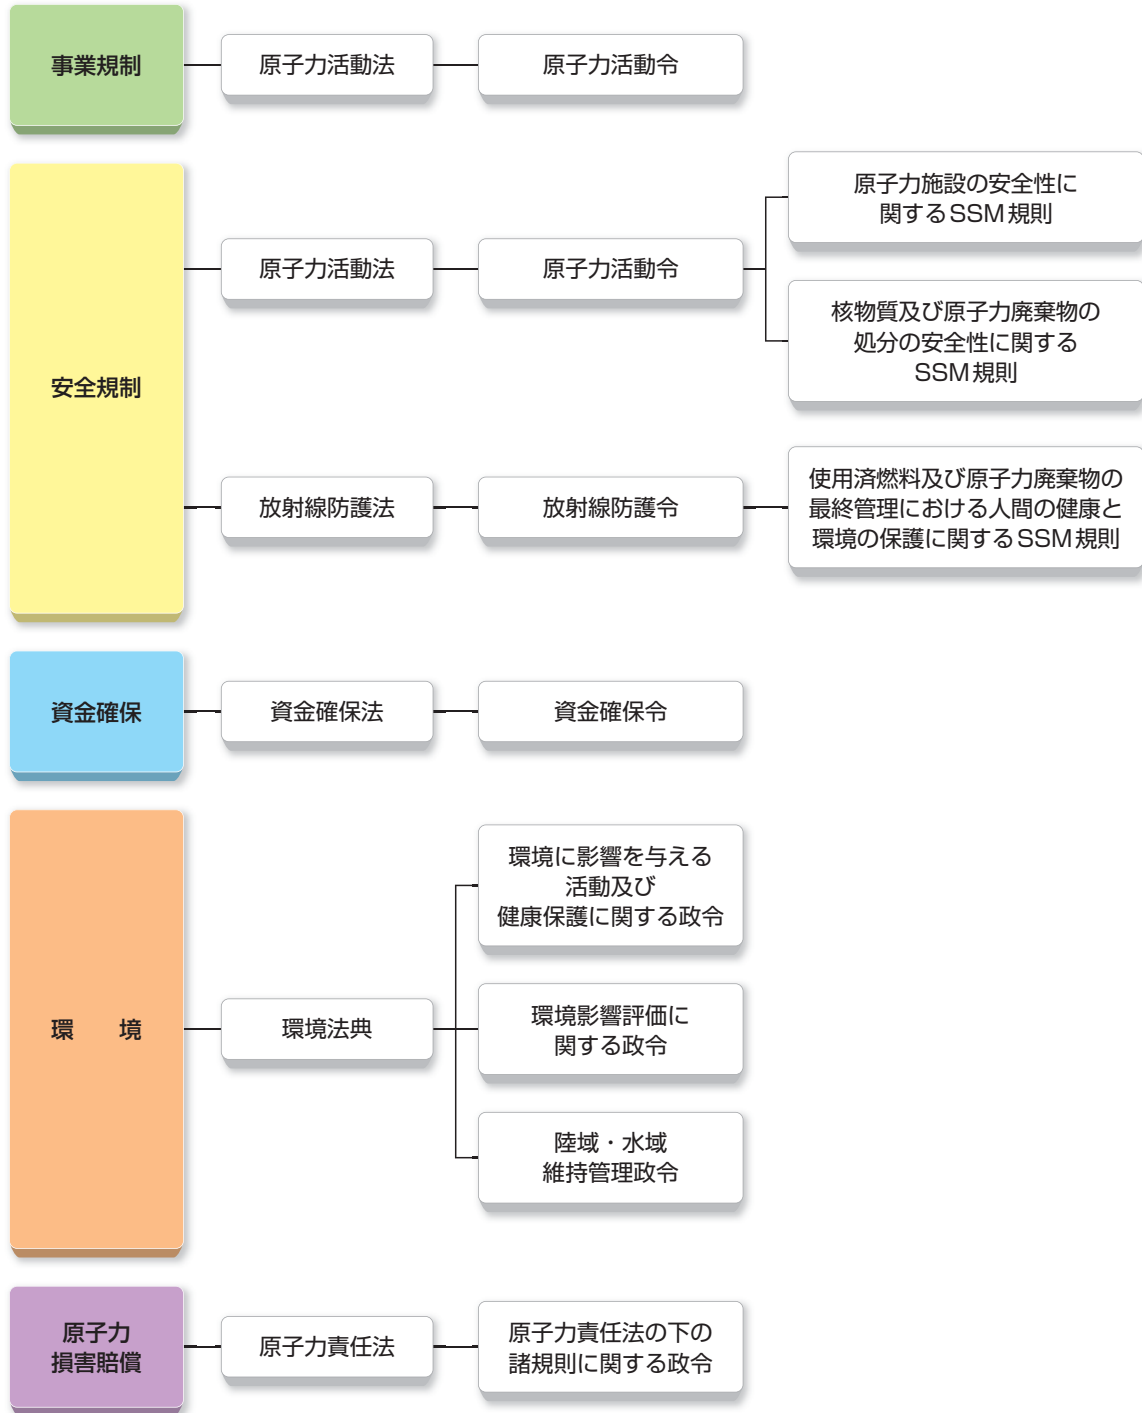 事業規制
原子力活動法
原子力活動令
安全規制
原子力活動法
原子力活動令
原子力施設の安全性に
関するSSM規則
核物質及び原子力廃棄物の
処分の安全性に関する
SSM規則
放射線防護法
放射線防護令
使用済燃料及び原子力廃棄物の
最終管理における人間の健康と
環境の保護に関するSSM規則
資金確保
資金確保法
資金確保令
環　　境
環境法典
環境に影響を与える
活動及び
健康保護に関する政令
環境影響評価に
関する政令
陸域・水域
維持管理政令
原子力
損害賠償
原子力責任法
原子力責任法の下の
諸規則に関する政令